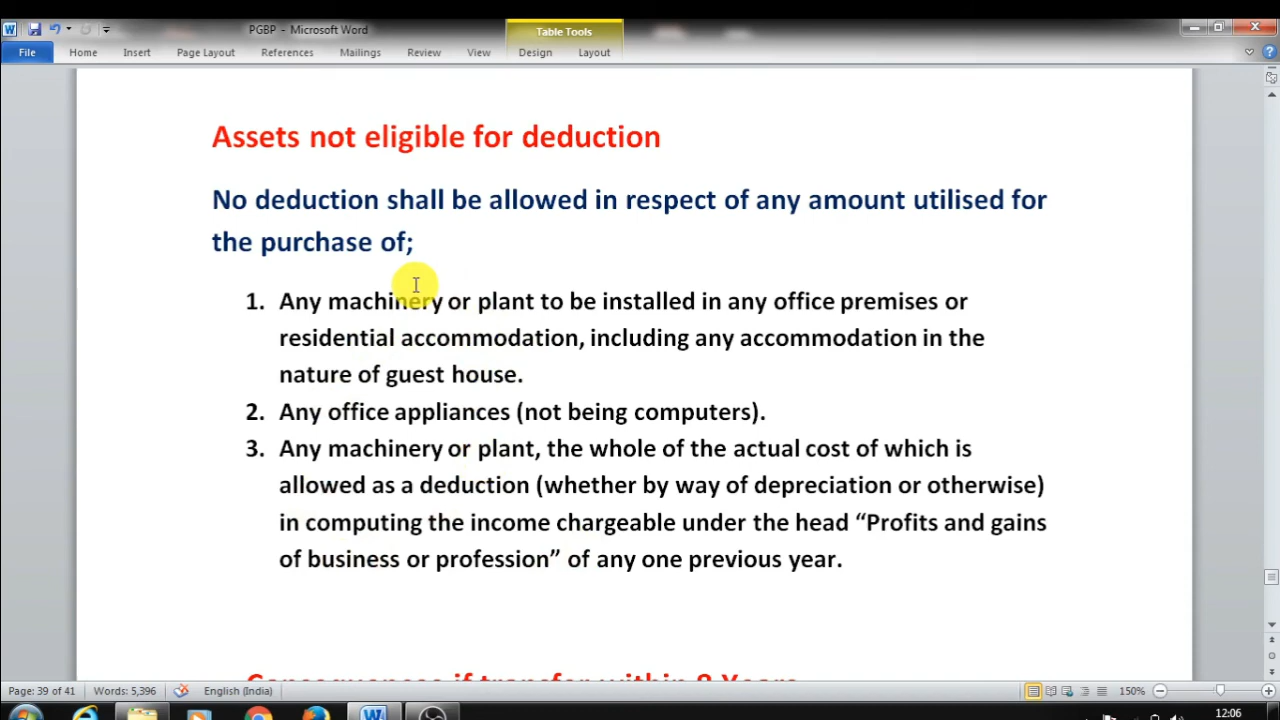 PGBP - Microsoft Word
Table Tools
File Home Insert Page Layout References Mailings Review View Design Layout
Assets not eligible for deduction
No deduction shall be allowed in respect of any amount utilised for
the purchase of;
1. Any machinery or plant to be installed in any office premises or
residential accommodation, including any accommodation in the
nature of guest house.
2. Any office appliances (not being computers).
3. Any machinery or plant, the whole of the actual cost of which is
allowed as a deduction (whether by way of depreciation or otherwise)
in computing the income chargeable under the head “Profits and gains
of business or profession” of any one previous year.
Consequences if transfer within 8 Years
Page: 39 of 41 Words: 5,396 English (India) 150%
12:06